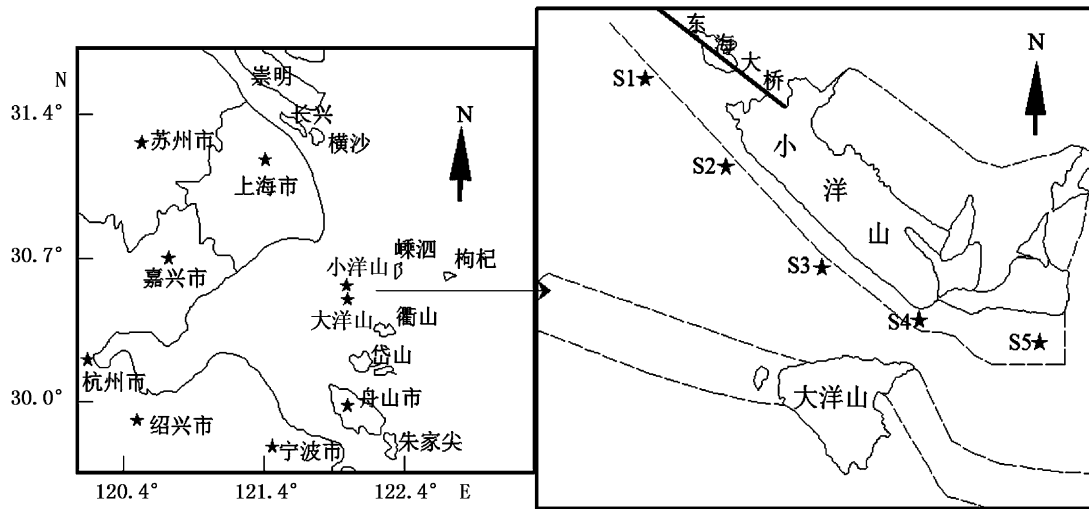 N
31.4°
30.7°
30.0°
120.4°
121.4°
122.4°
E
崇明
长兴
横沙
苏州市
上海市
N
嵊泗
枸杞
小洋山
嘉兴市
大洋山
衢山
岱山
杭州市
舟山市
绍兴市
宁波市
朱家尖
东海大桥
N
S1
小洋山
S2
S3
S4
S5
大洋山